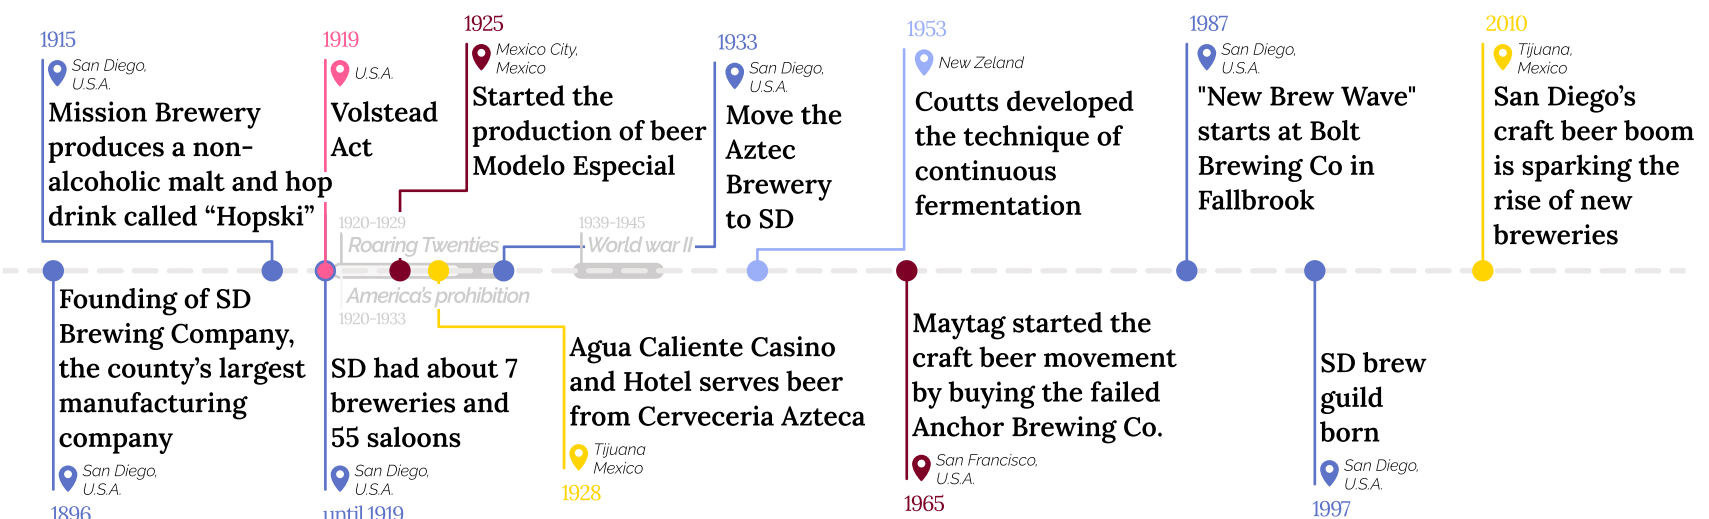 1915
San Diego,
U.S.A.
Mission Brewery
produces a non-
alcoholic malt and hop
drink called “Hopski”
1919
U.S.A.
Volstead
Act
1925
Mexico City,
Mexico
Started the
production of beer
Modelo Especial
1933
San Diego,
U.S.A.
Move the
Aztec
Brewery
to SD
1953
New Zeland
Coutts developed
the technique of
continuous
fermentation
1987
San Diego,
U.S.A.
"New Brew Wave"
starts at Bolt
Brewing Co in
Fallbrook
2010
Tijuana,
Mexico
San Diego’s
craft beer boom
is sparking the
rise of new
breweries
1920-1929
Roaring Twenties
1939-1945
World war II
America's prohibition
1920-1933
Founding of SD
Brewing Company,
the county’s largest
manufacturing
company
San Diego,
U.S.A.
1896
SD had about 7
breweries and
55 saloons
San Diego,
U.S.A.
until 1919
Agua Caliente Casino
and Hotel serves beer
from Cerveceria Azteca
Tijuana
Mexico
1928
Maytag started the
craft beer movement
by buying the failed
Anchor Brewing Co.
San Francisco,
U.S.A.
1965
SD brew
guild
born
San Diego,
U.S.A.
1997